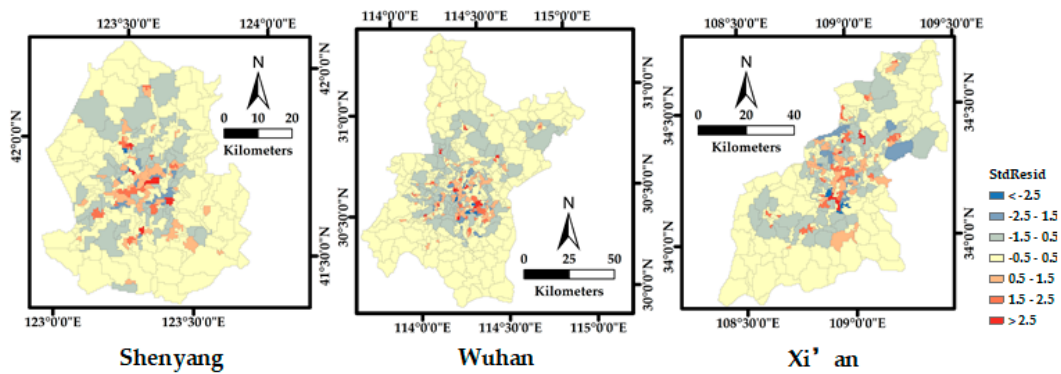 123°30'0"E 124°0'0"E
42°0'0"N
N
0 10 20
Kilometers
42°0'0"N
41°30'0"N
123°0'0"E 123°30'0"E
Shenyang
114°0'0"E 114°30'0"E 115°0'0"E
31°0'0"N
31°0'0"N
N
30°30'0"N
30°30'0"N
0 25 50
Kilometers
30°0'0"N
114°0'0"E 114°30'0"E 115°0'0"E
Wuhan
108°30'0"E 109°0'0"E 109°30'0"E
N
0 20 40
Kilometers
34°30'0"N
34°30'0"N
34°0'0"N
34°0'0"N
108°30'0"E 109°0'0"E
Xi’an
StdResid
< -2.5
-2.5 - 1.5
-1.5 - 0.5
-0.5 - 0.5
0.5 - 1.5
1.5 - 2.5
> 2.5